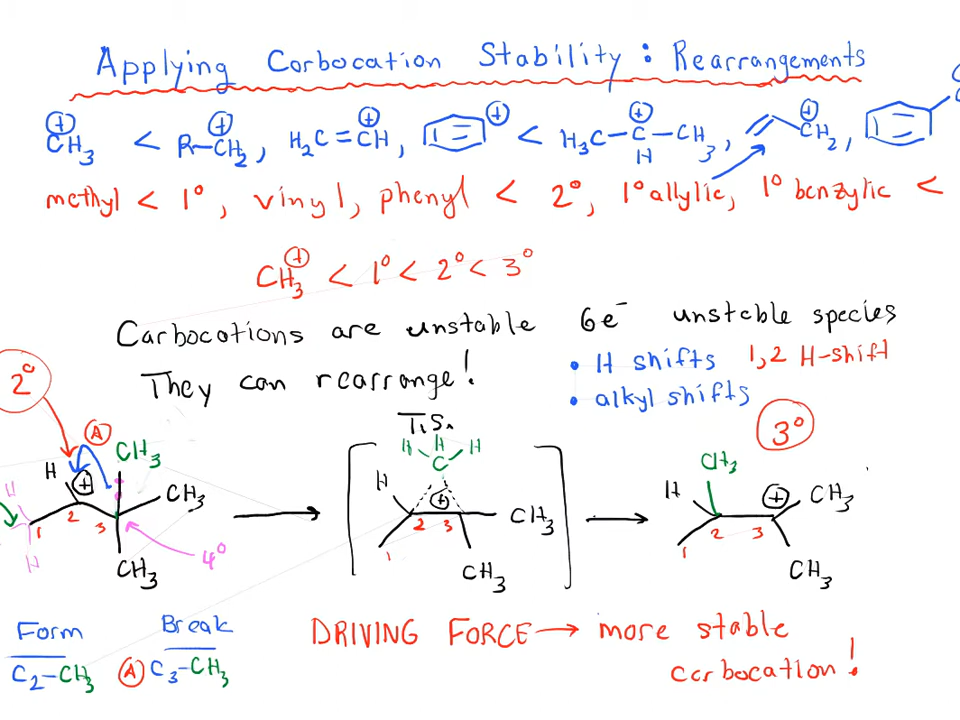 Applying Carbocation Stability : Rearrangements
⊕CH3 < R-⊕CH2, H2C=⊕CH, ⊕ < H3C-⊕C-CH3, ⊕CH2,
H
methyl < 1°, vinyl, phenyl < 2°, 1° allylic, 1° benzylic <
⊕CH3 < 1° < 2° < 3°
Carbocations are unstable 6e⁻ unstable species
• H shifts 1,2 H-shift
They can rearrange!
• alkyl shifts
2°
T.S.
3°
A
CH3
H H H
C
CH3
H ⊕ CH3
H
H ⊕ CH3
H
⊕
CH3
1 2 3
1 2 3
1 2 3
4°
H
CH3
CH3
CH3
Form Break
C2-CH3 A C3-CH3
DRIVING FORCE → more stable
carbocation!